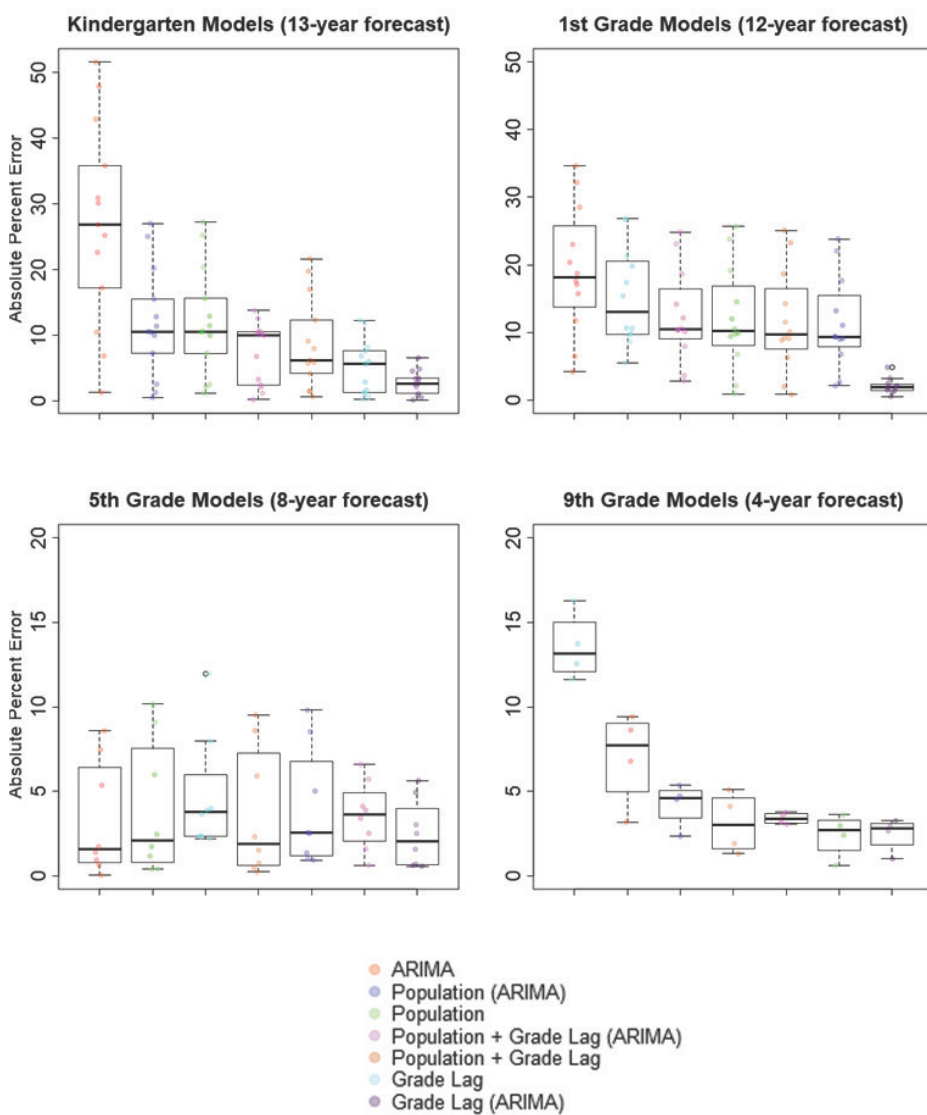 Kindergarten Models (13-year forecast)
1st Grade Models (12-year forecast)
Absolute Percent Error
50
40
30
20
10
0
50
40
30
20
10
0
5th Grade Models (8-year forecast)
9th Grade Models (4-year forecast)
Absolute Percent Error
20
15
10
5
0
20
15
10
5
0
ARIMA
Population (ARIMA)
Population
Population + Grade Lag (ARIMA)
Population + Grade Lag
Grade Lag
Grade Lag (ARIMA)